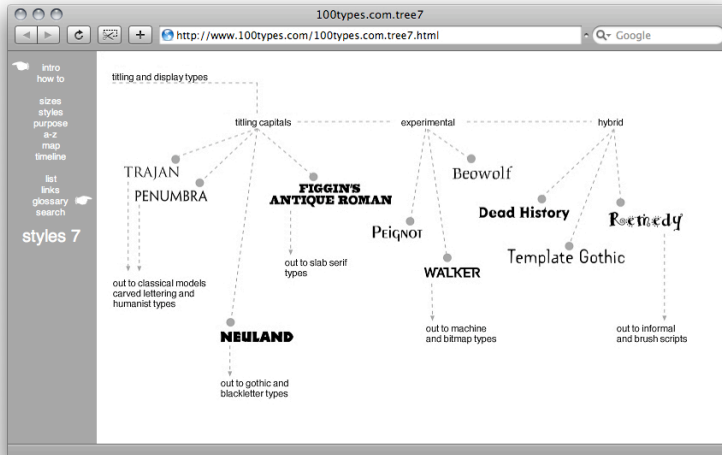 100types.com.tree7
http://www.100types.com/100types.com.tree7.html
Google
intro
how to
sizes
styles
purpose
a-z
map
timeline
list
links
glossary
search
styles 7
titling and display types
titling capitals
experimental
hybrid
TRAJAN
PENUMBRA
FIGGIN'S
ANTIQUE ROMAN
Beowolf
PEIGNOT
Dead History
Remedy
WALKER
Template Gothic
out to slab serif
types
out to classical models
carved lettering and
humanist types
NEULAND
out to machine
and bitmap types
out to informal
and brush scripts
out to gothic and
blackletter types